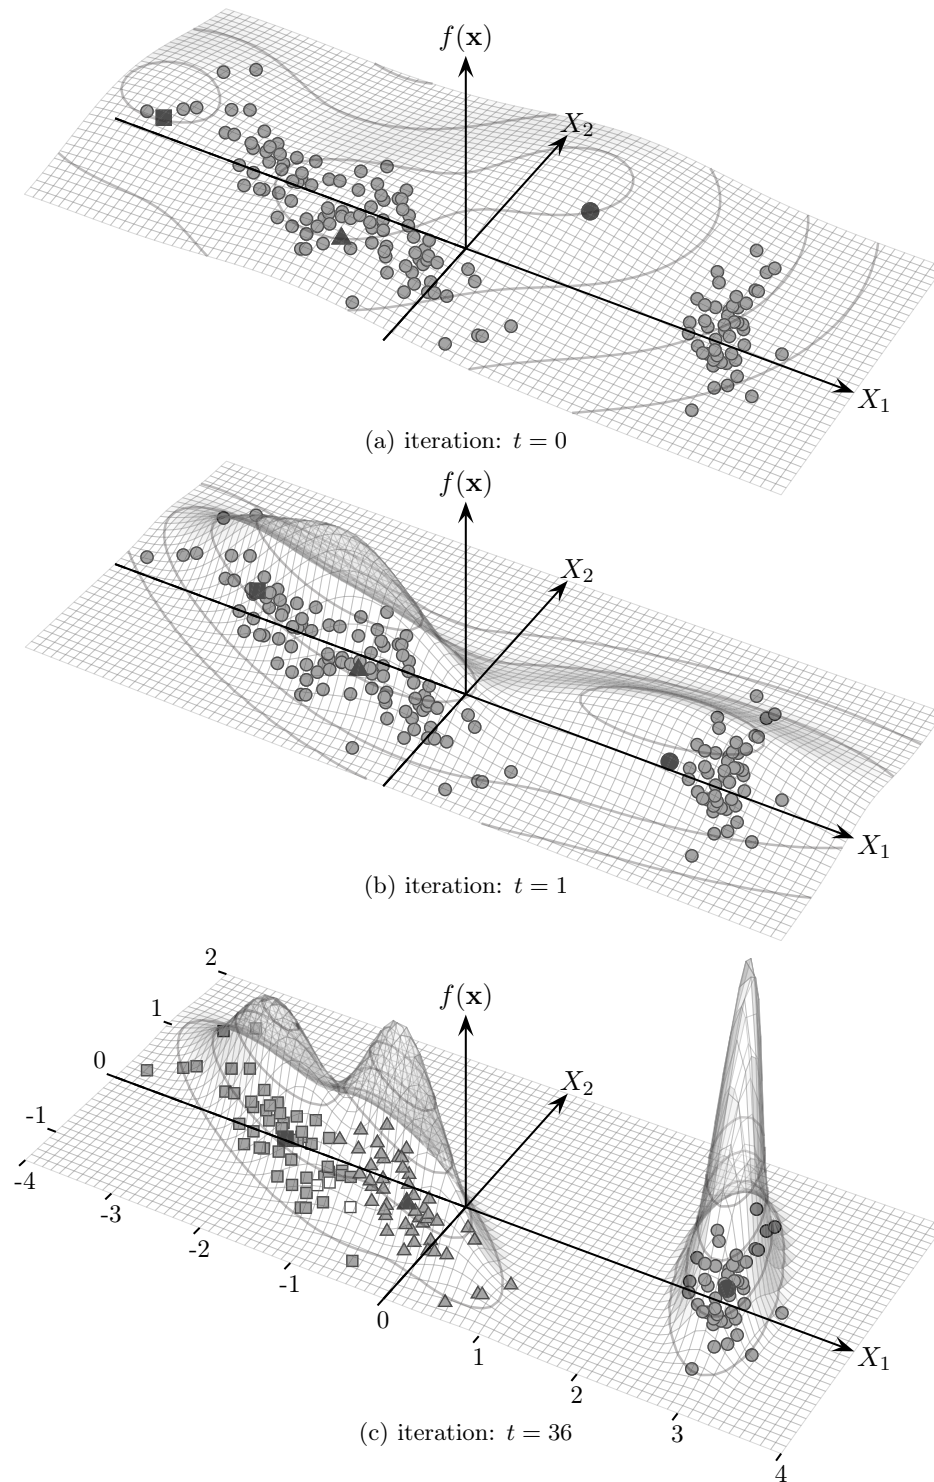 f(x)
X₂
X₁
(a) iteration: t = 0
f(x)
X₂
X₁
(b) iteration: t = 1
2
f(x)
1
0
X₂
-1
-4
-3
-2
-1
0
1
X₁
2
3
(c) iteration: t = 36
4